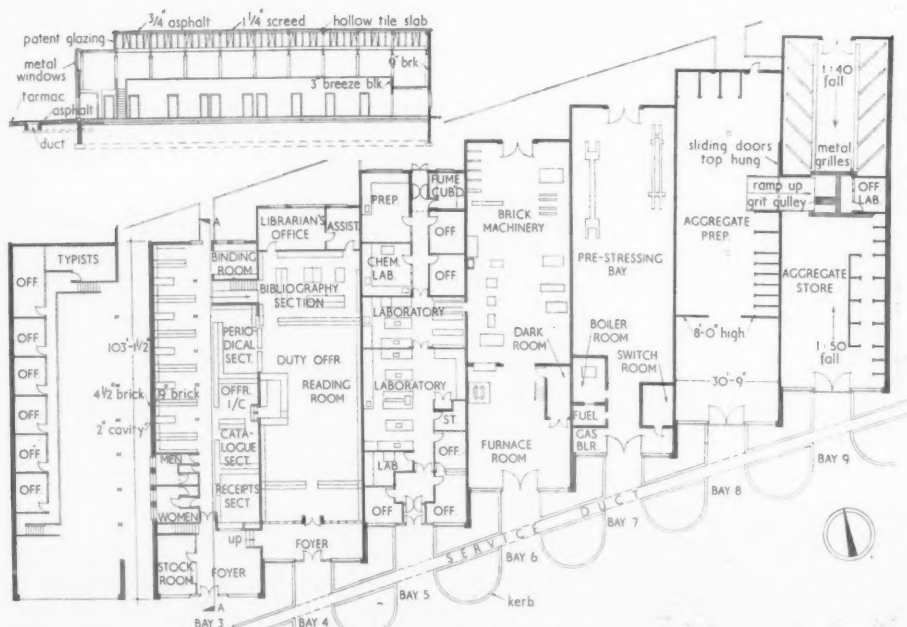 3/4" asphalt
1 1/4" screed
hollow tile slab
patent glazing
metal
windows
9" brk
3" breeze blk
tarmac
asphalt
duct
1:40
fall
metal
grilles
sliding doors
top hung
ramp up
grit gulley
OFF
LAB
A
TYPISTS
OFF.
OFF.
OFF.
OFF.
OFF.
OFF.
103'-1 1/2"
4 1/2" brick
9" brick
2" cavity
BINDING
ROOM
LIBRARIAN'S
OFFICE
ASSIST.
BIBLIOGRAPHY
SECTION
PERIO-
DICAL
SECT.
DUTY OFFR.
READING
ROOM
OFFR.
I/C
CATA-
LOGUE
SECT.
RECEIPTS
SECT.
MEN
WOMEN
STOCK
ROOM
up
FOYER
FOYER
A
PREP.
FUME
CUB'D
OFF
OFF
CHEM.
LAB
LABORATORY
LABORATORY
ST.
OFF.
LAB
OFF
OFF.
BRICK
MACHINERY
DARK
ROOM
FURNACE
ROOM
PRE-STRESSING
BAY
BOILER
ROOM
FUEL
GAS
BLR.
SWITCH
ROOM
AGGREGATE
PREP.
8'-0" high
30'-9"
AGGREGATE
STORE
1:50
fall
SERVICE DUCT
BAY 3
BAY 4
BAY 5
BAY 6
BAY 7
BAY 8
BAY 9
kerb